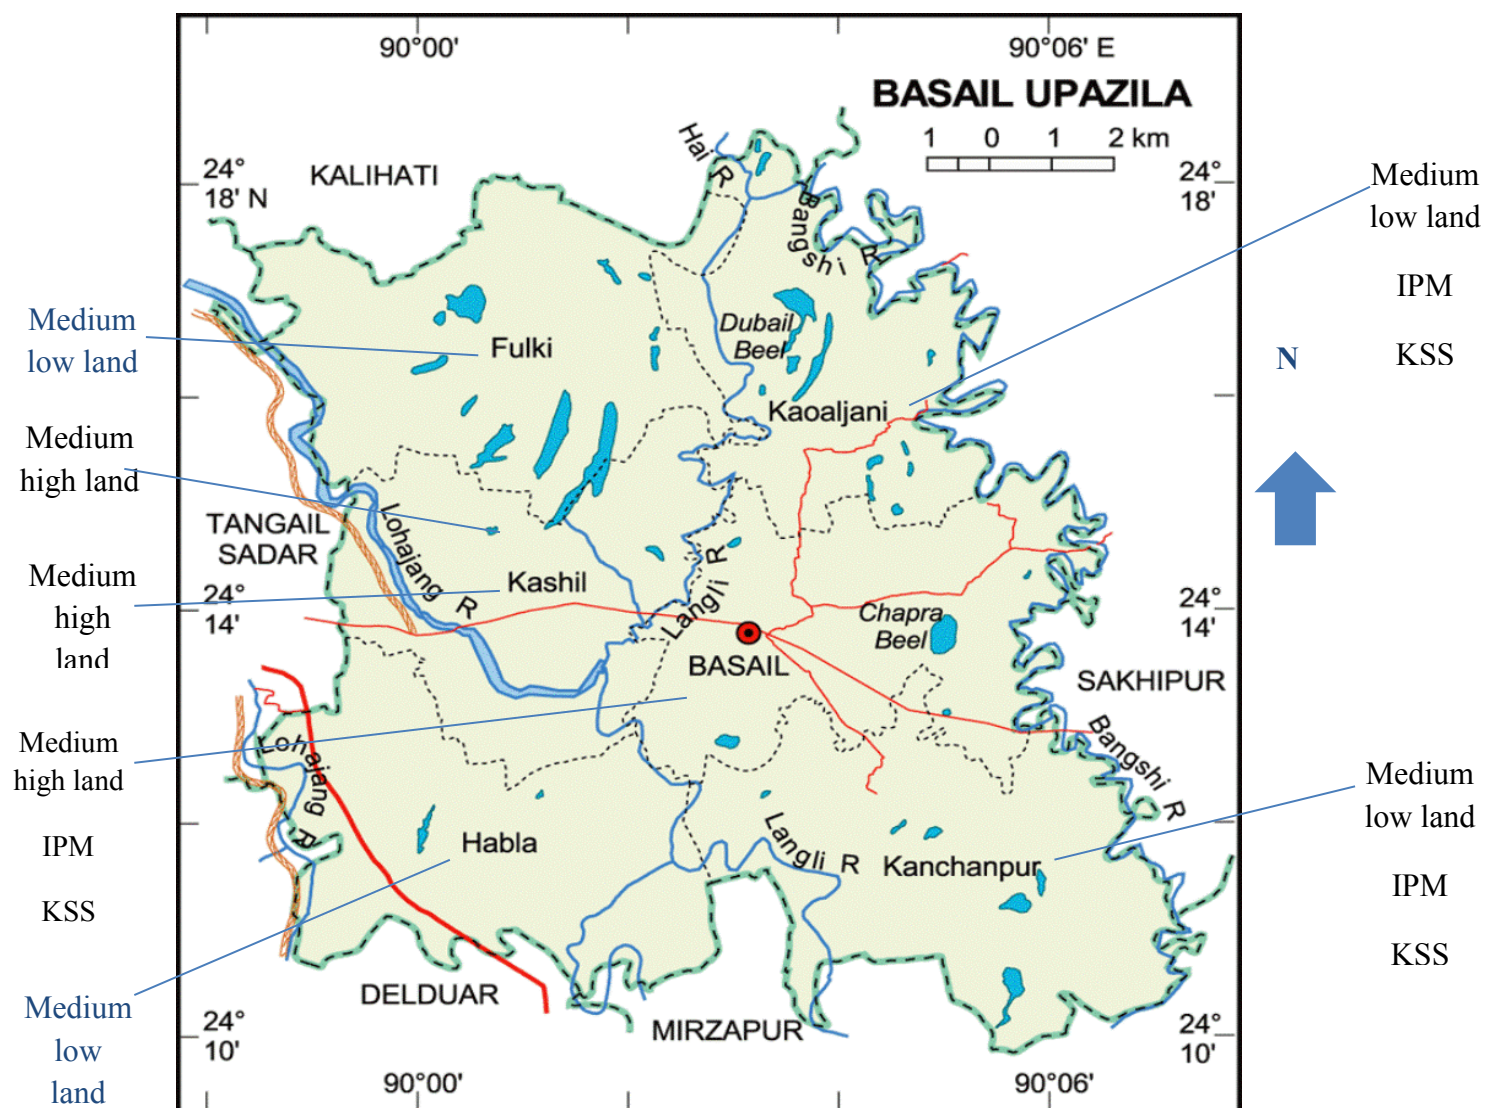 90°00'
90°06' E
BASAIL UPAZILA
1 0 1 2 km
24°
18' N
KALIHATI
Hai R
Bangshi R
24°
18'
Medium
low land
IPM
KSS
N
Medium
low land
Fulki
Dubail
Beel
Kaoaljani
Medium
high land
TANGAIL
SADAR
Lohajang R
Langli R
Medium
high
land
Kashil
24°
14'
Chapra
Beel
24°
14'
BASAIL
SAKHIPUR
Bangshi R
Medium
high land
IPM
KSS
Lohajang R
Habla
Langli R
Kanchanpur
Medium
low land
IPM
KSS
Medium
low
land
DELDUAR
MIRZAPUR
24°
10'
24°
10'
90°00'
90°06'